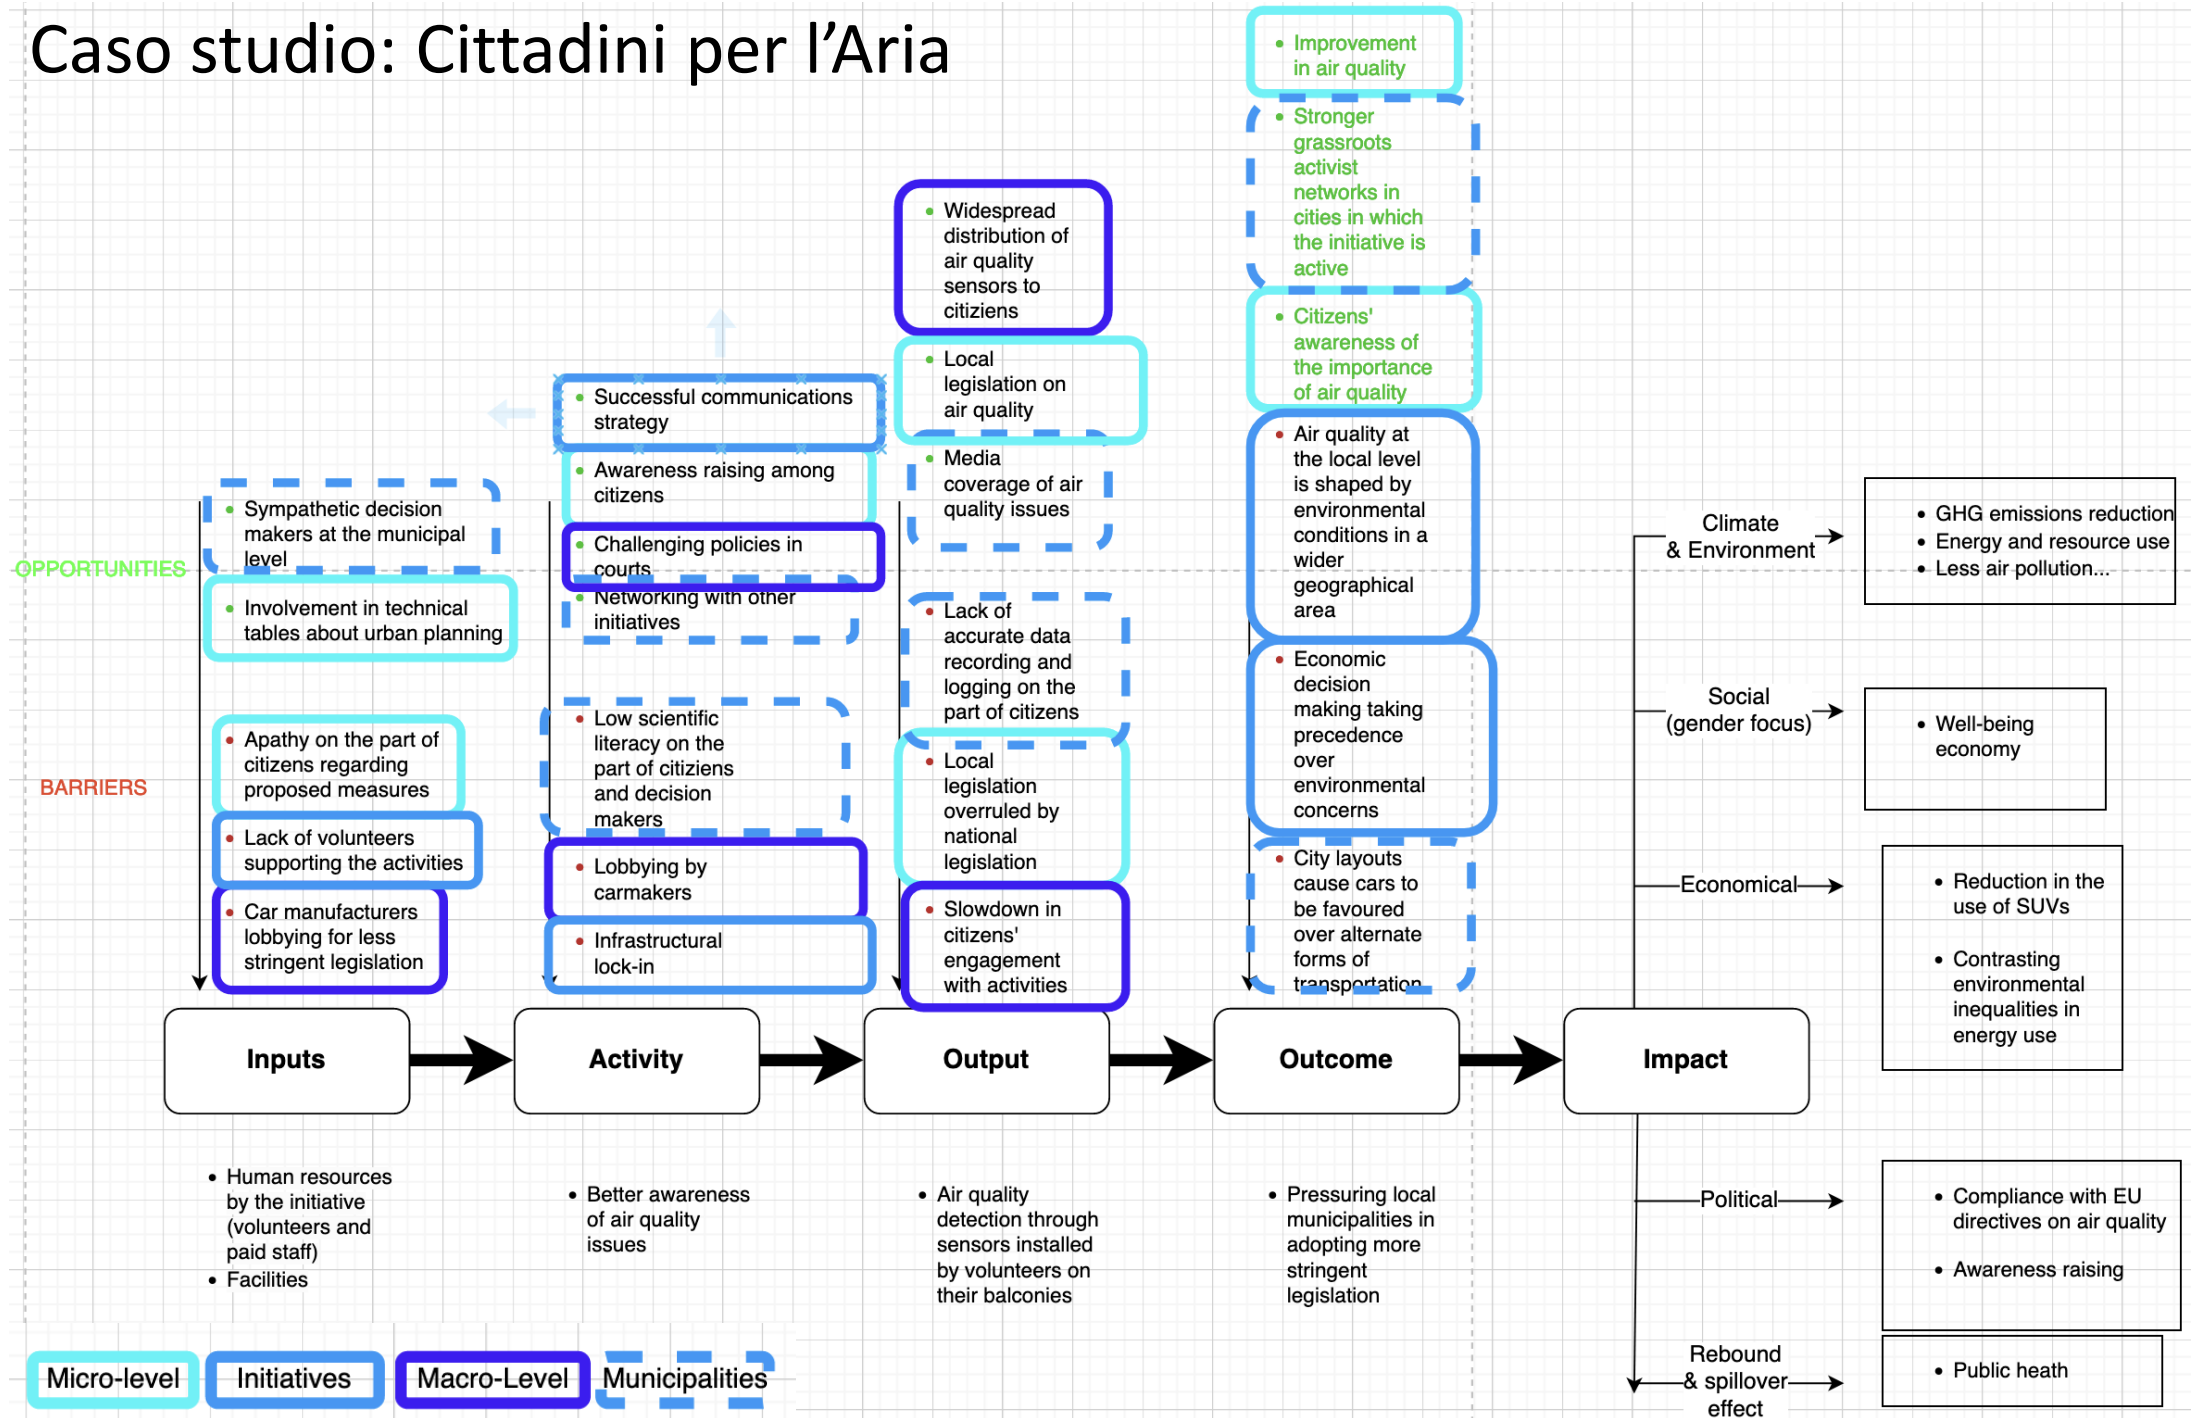 Caso studio: Cittadini per l’Aria
OPPORTUNITIES
BARRIERS
Sympathetic decision
makers at the municipal
level
Involvement in technical
tables about urban planning
Apathy on the part of
citizens regarding
proposed measures
Lack of volunteers
supporting the activities
Car manufacturers
lobbying for less
stringent legislation
Inputs
Human resources
by the initiative
(volunteers and
paid staff)
Facilities
Successful communications
strategy
Awareness raising among
citizens
Challenging policies in
courts
Networking with other
initiatives
Low scientific
literacy on the
part of citiziens
and decision
makers
Lobbying by
carmakers
Infrastructural
lock-in
Activity
Better awareness
of air quality
issues
Widespread
distribution of
air quality
sensors to
citiziens
Local
legislation on
air quality
Media
coverage of air
quality issues
Lack of
accurate data
recording and
logging on the
part of citizens
Local
legislation
overruled by
national
legislation
Slowdown in
citizens'
engagement
with activities
Output
Air quality
detection through
sensors installed
by volunteers on
their balconies
Improvement
in air quality
Stronger
grassroots
activist
networks in
cities in which
the initiative is
active
Citizens'
awareness of
the importance
of air quality
Air quality at
the local level
is shaped by
environmental
conditions in a
wider
geographical
area
Economic
decision
making taking
precedence
over
environmental
concerns
City layouts
cause cars to
be favoured
over alternate
forms of
transportation
Outcome
Pressuring local
municipalities in
adopting more
stringent
legislation
Impact
Climate
& Environment
GHG emissions reduction
Energy and resource use
Less air pollution...
Social
(gender focus)
Well-being
economy
Economical
Reduction in the
use of SUVs
Contrasting
environmental
inequalities in
energy use
Political
Compliance with EU
directives on air quality
Awareness raising
Rebound
& spillover
effect
Public heath
Micro-level
Initiatives
Macro-Level
Municipalities